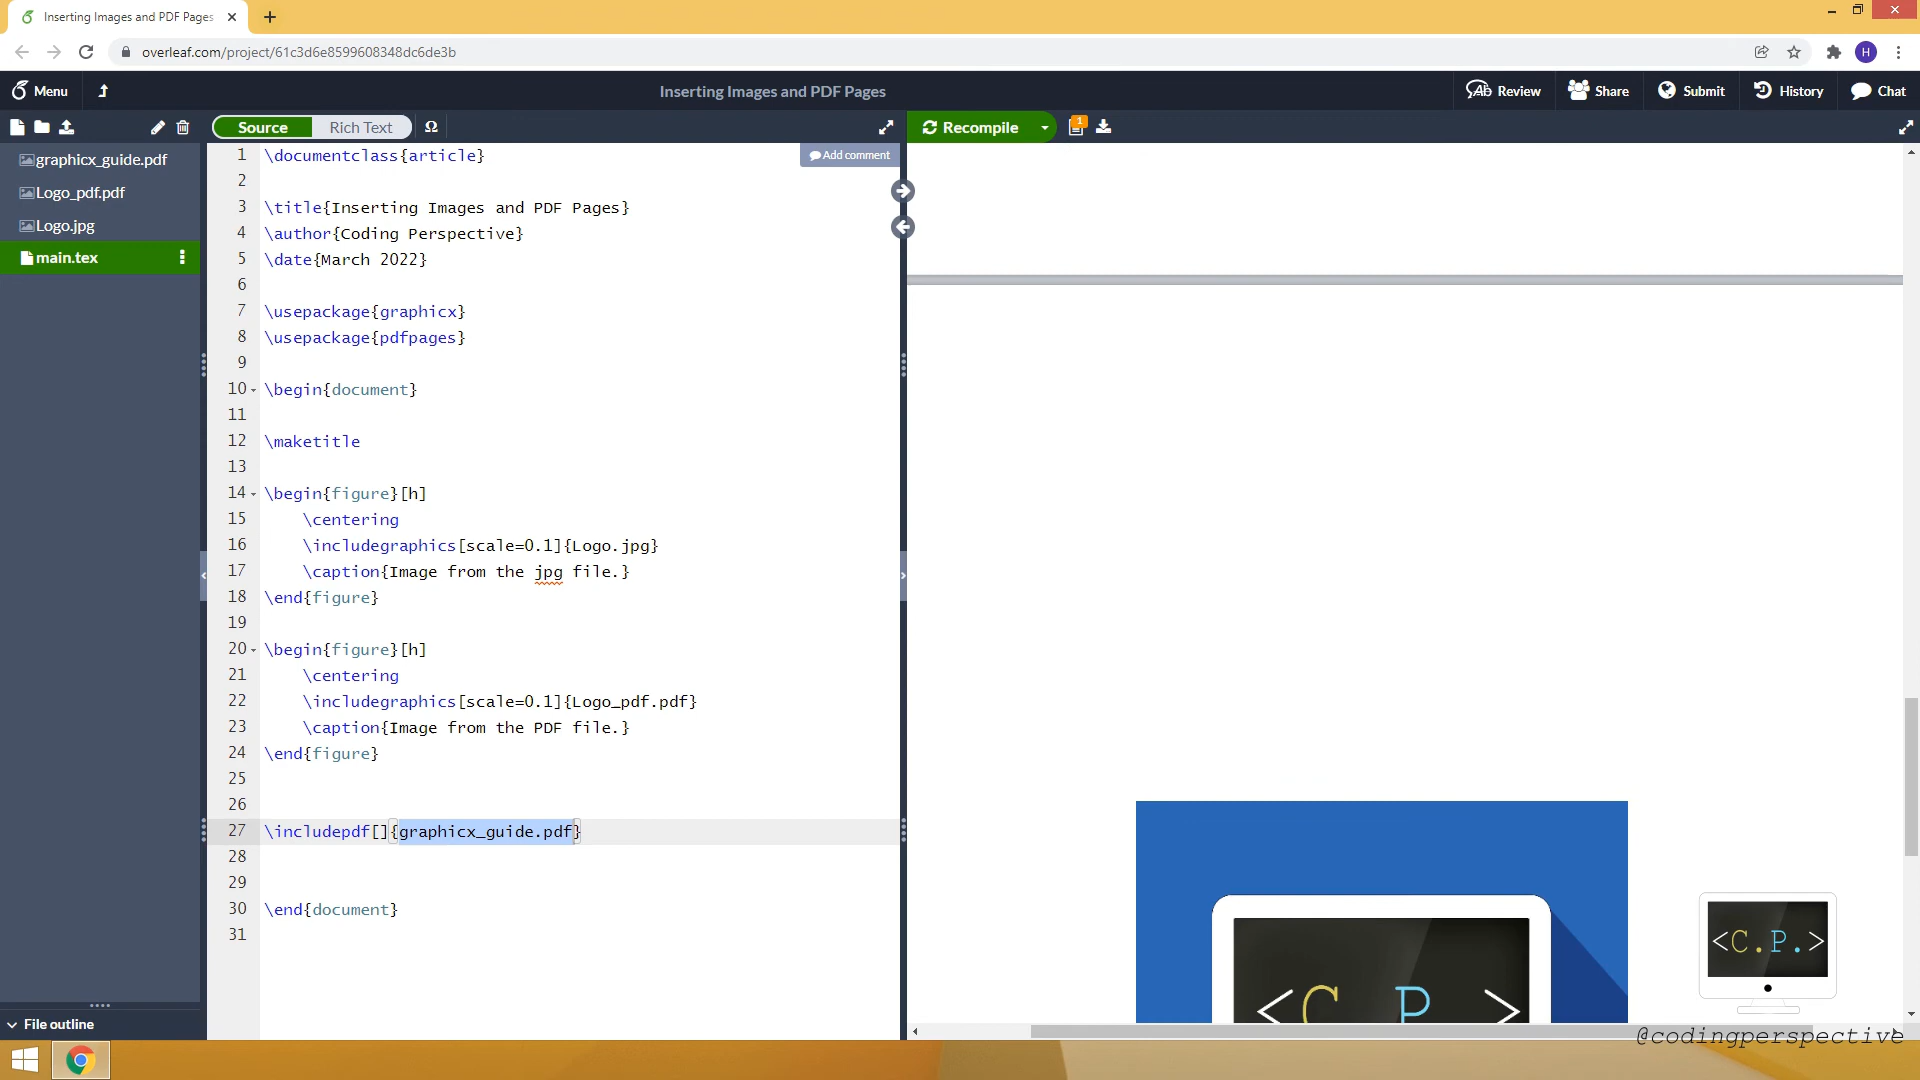 Inserting Images and PDF Pages
overleaf.com/project/61c3d6e8599608348dc6de3b
H
Menu
Inserting Images and PDF Pages
Review
Share
Submit
History
Chat
Source
Rich Text
Ω
Recompile
1
graphicx_guide.pdf
Logo_pdf.pdf
Logo.jpg
main.tex
Add comment
1 \documentclass{article}
2
3 \title{Inserting Images and PDF Pages}
4 \author{Coding Perspective}
5 \date{March 2022}
6
7 \usepackage{graphicx}
8 \usepackage{pdfpages}
9
10 \begin{document}
11
12 \maketitle
13
14 \begin{figure}[h]
15 \centering
16 \includegraphics[scale=0.1]{Logo.jpg}
17 \caption{Image from the jpg file.}
18 \end{figure}
19
20 \begin{figure}[h]
21 \centering
22 \includegraphics[scale=0.1]{Logo_pdf.pdf}
23 \caption{Image from the PDF file.}
24 \end{figure}
25
26
27 \includepdf[]{graphicx_guide.pdf}
28
29
30 \end{document}
31
File outline
<C P >
<C.P.>
@codingperspective